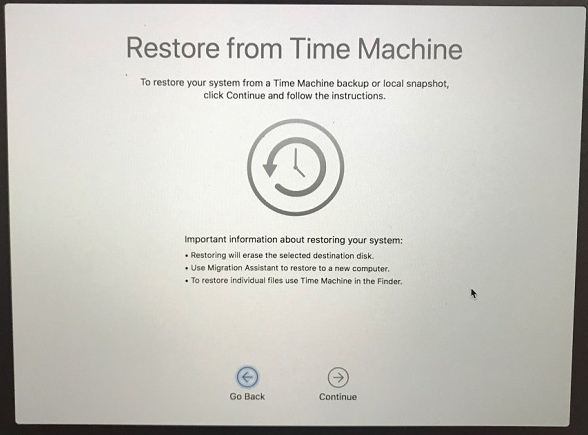 Restore from Time Machine
To restore your system from a Time Machine backup or local snapshot,
click Continue and follow the instructions.
Important information about restoring your system:
• Restoring will erase the selected destination disk.
• Use Migration Assistant to restore to a new computer.
• To restore individual files use Time Machine in the Finder.
Go Back
Continue